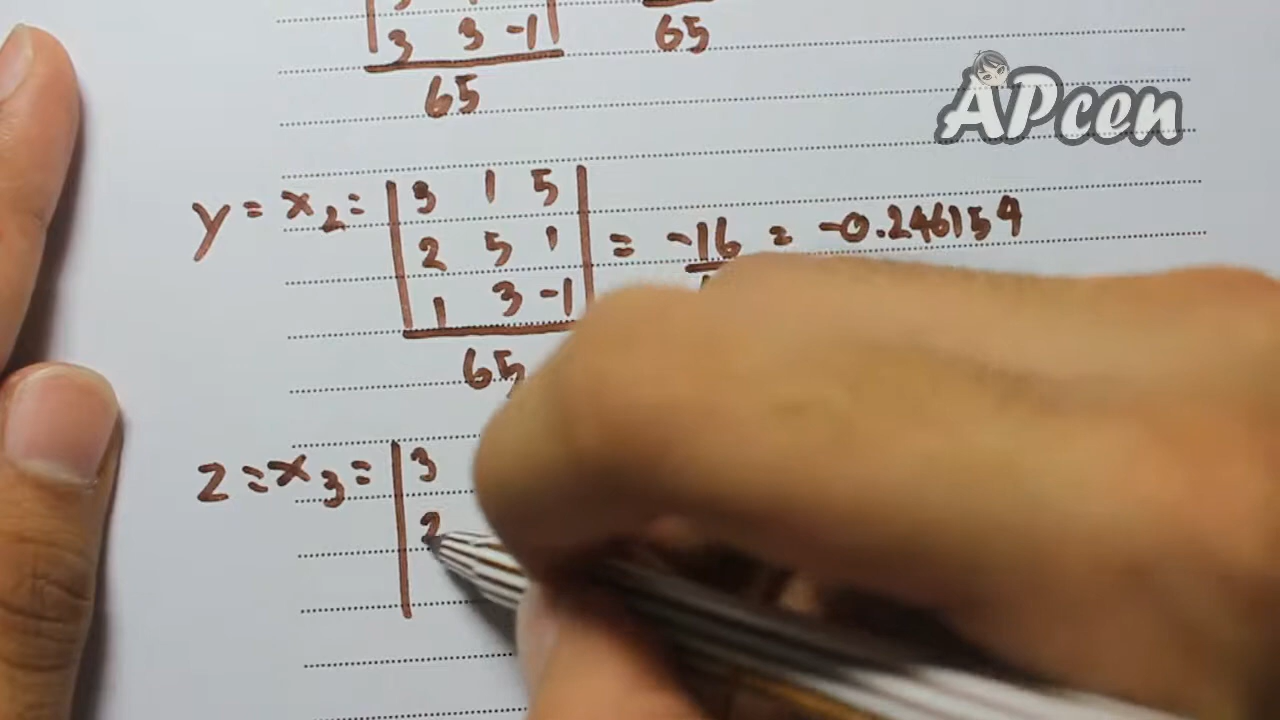 3 3 -1
65 65
APcen
y = x2 = | 3 1 5 |
| 2 5 1 | = -16 = -0.246154
| 1 3 -1 |
65
z = x3 = | 3
2